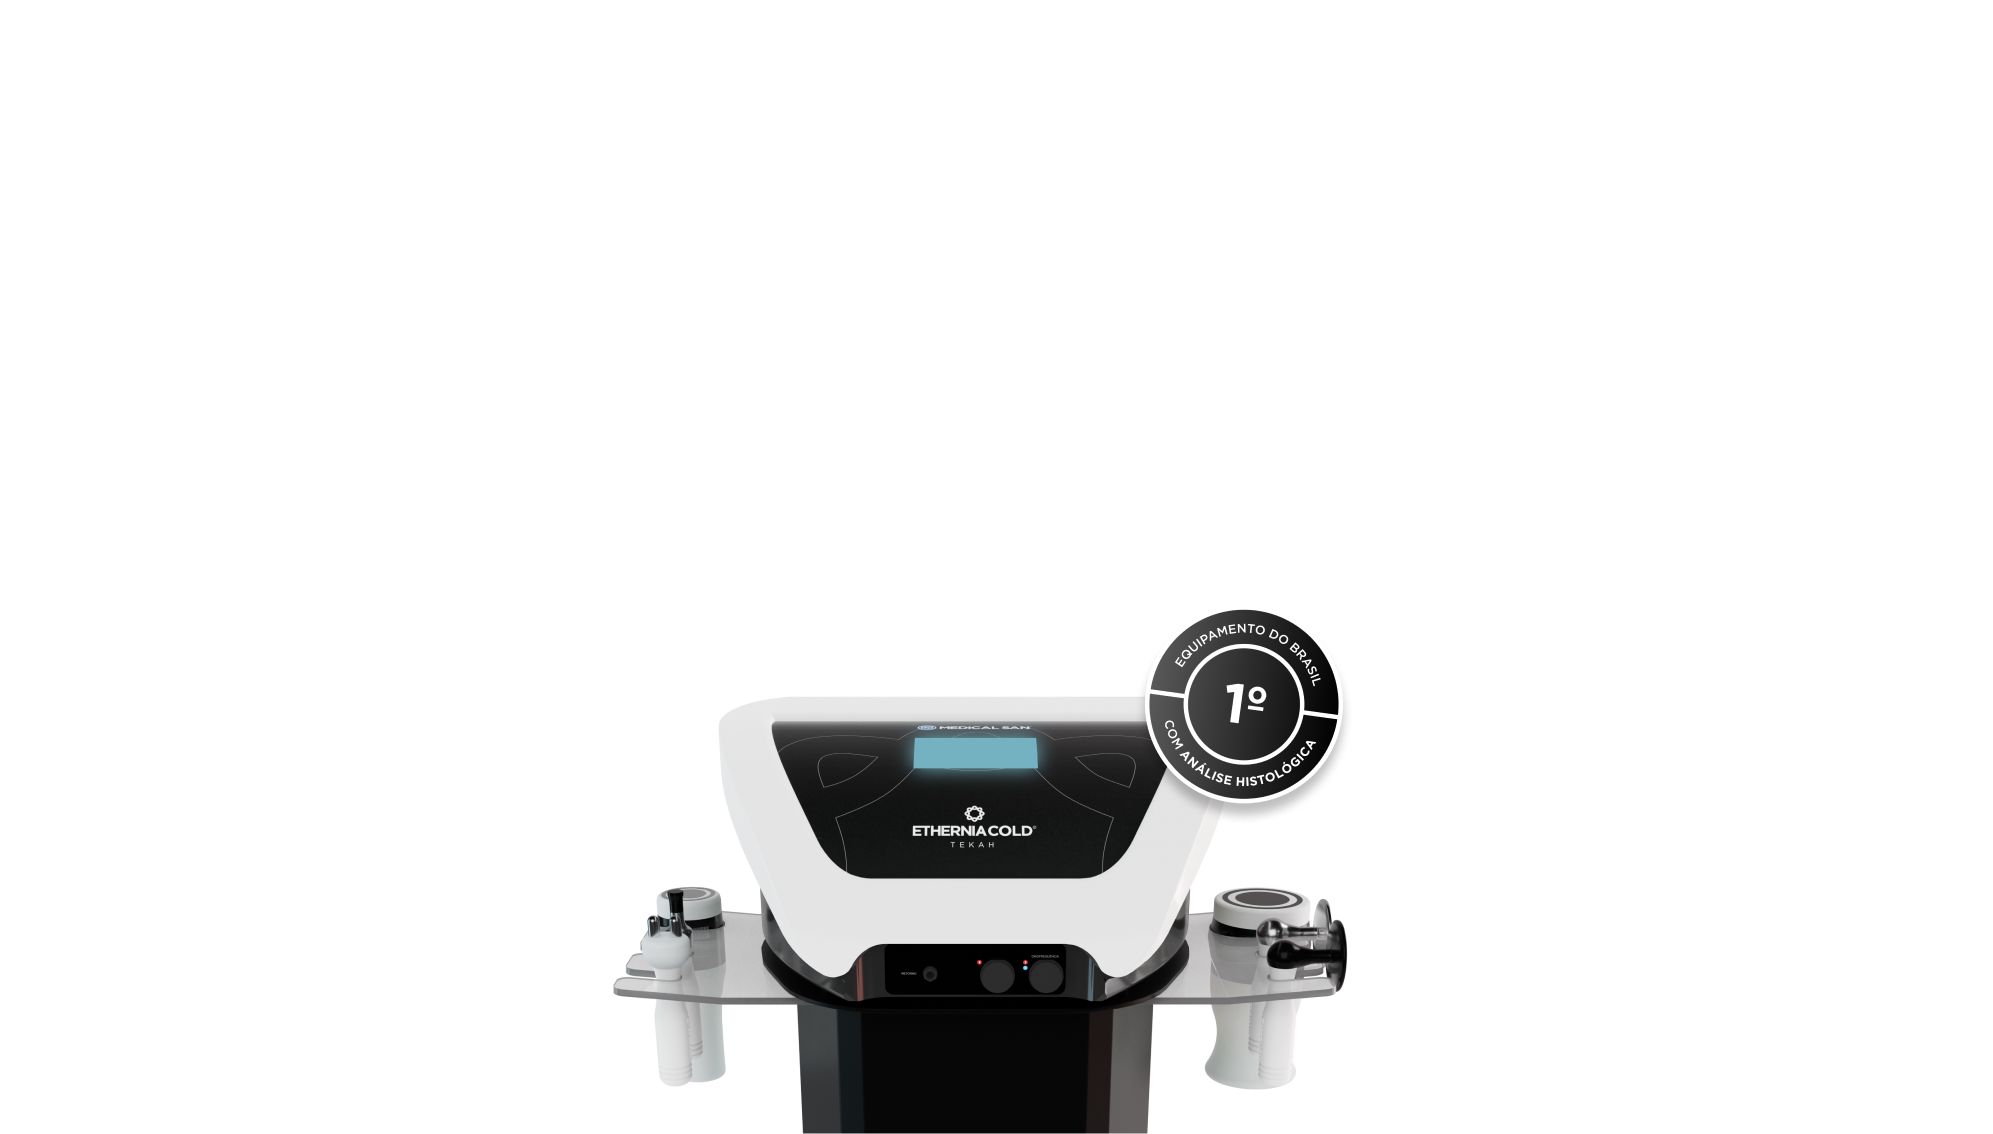 EQUIPAMENTO DO BRASIL
1º
COM ANÁLISE HISTOLÓGICA
MEDICAL SAN
ETHERNIA COLD®
TEKAH